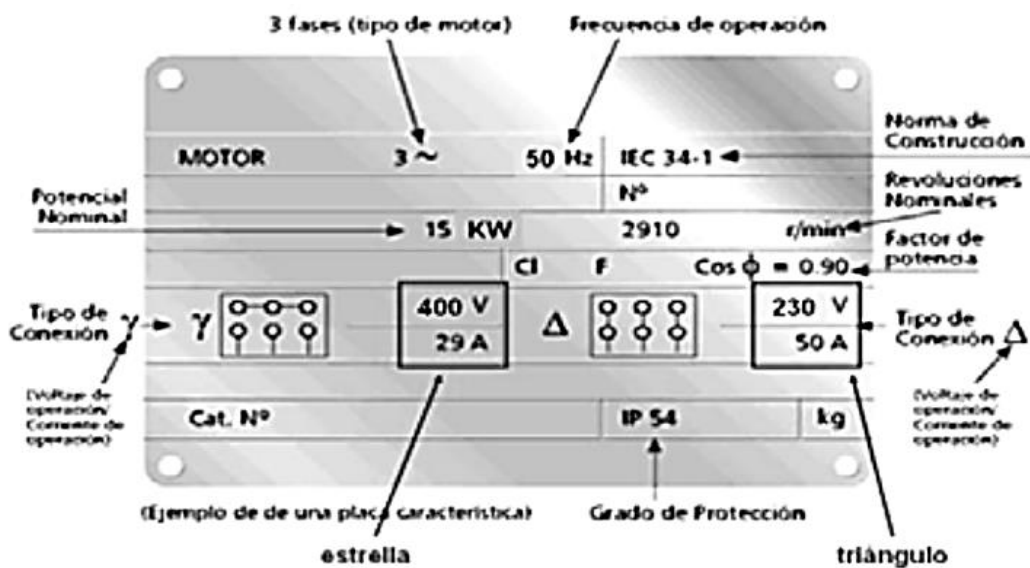 3 fases (tipo de motor)
Frecuencia de operación
Norma de
Construcción
MOTOR 3 ~ 50 Hz IEC 34-1
Potencial
Nominal
Nº
Revoluciones
Nominales
15 KW 2910 r/min
Factor de
potencia
Cl F Cos ϕ = 0.90
Tipo de
Conexión γ
γ 400 V Δ 230 V
29 A 50 A
Tipo de
Conexión Δ
(Voltaje de
operación/
Corriente de
operación)
(Voltaje de
operación/
Corriente de
operación)
Cat. Nº IP 54 kg
(Ejemplo de de una placa característica)
Grado de Protección
estrella
triángulo